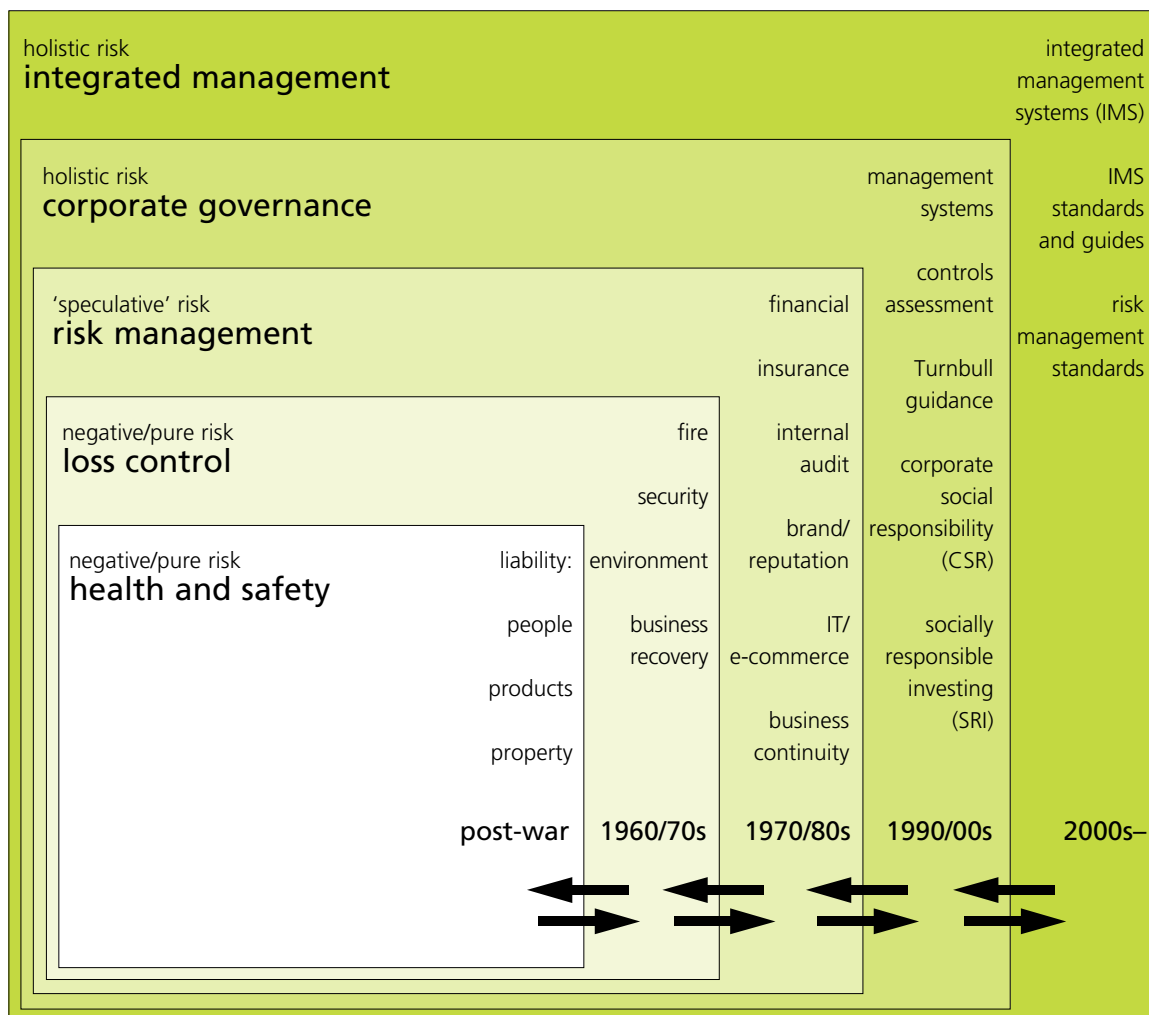 holistic risk
integrated management
integrated
management
systems (IMS)
IMS
standards
and guides
risk
management
standards
holistic risk
corporate governance
management
systems
controls
assessment
Turnbull
guidance
corporate
social
responsibility
(CSR)
socially
responsible
investing
(SRI)
‘speculative’ risk
risk management
financial
insurance
internal
audit
brand/
reputation
IT/
e-commerce
business
continuity
negative/pure risk
loss control
fire
security
environment
business
recovery
negative/pure risk
health and safety
liability:
people
products
property
post-war
1960/70s
1970/80s
1990/00s
2000s–